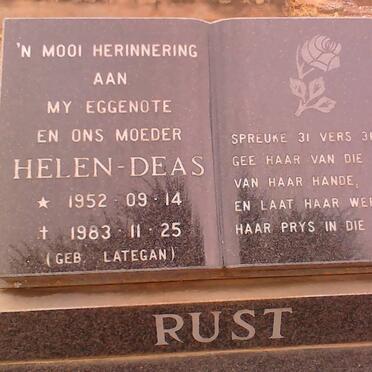 'N MOOI HERINNERING
AAN
MY EGGENOTE
EN ONS MOEDER
HELEN-DEAS
★ 1952·09·14
✝ 1983·11·25
(GEB. LATEGAN)
SPREUKE 31 VERS 3
GEE HAAR VAN DIE
VAN HAAR HANDE,
EN LAAT HAAR
HAAR PRYS IN DIE
RUST